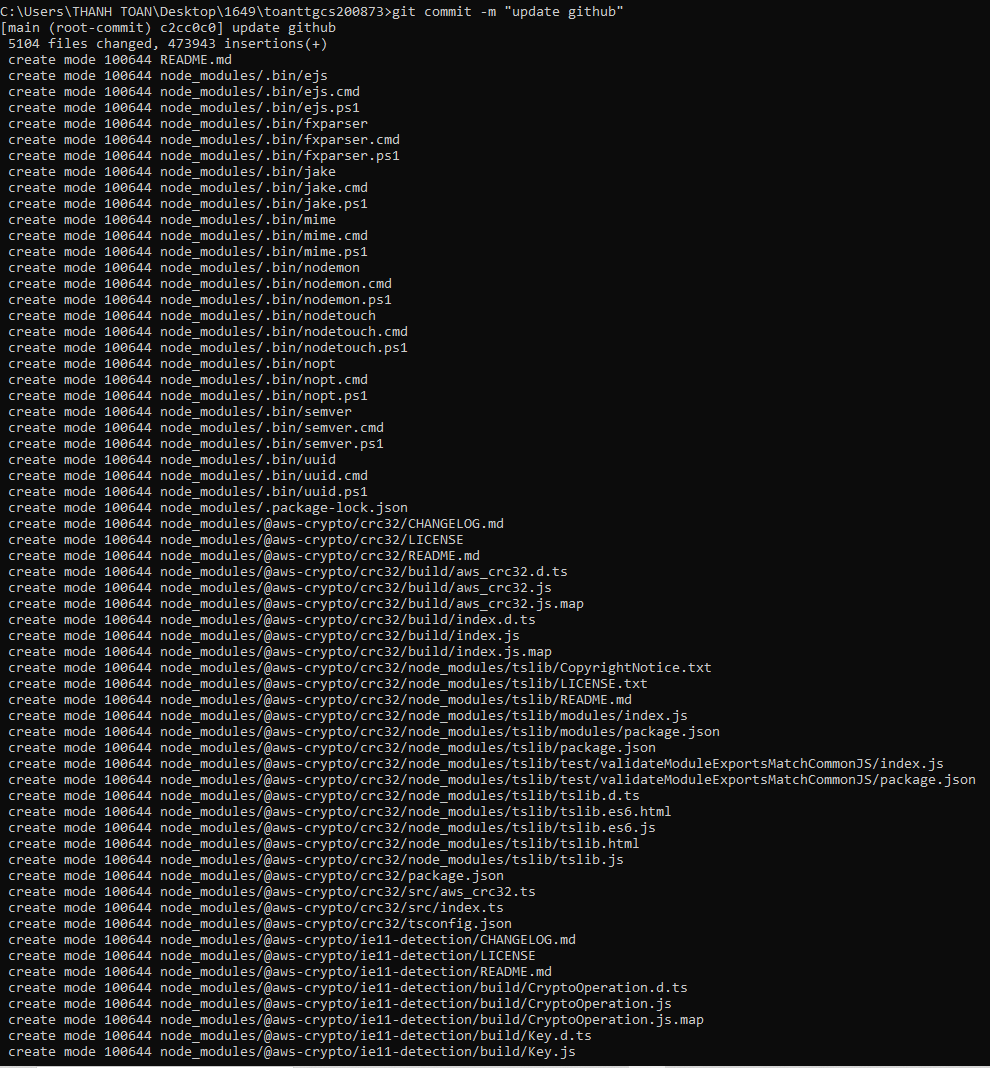 C:\Users\THANH TOAN\Desktop\1649\toanttgcs200873>git commit -m "update github"
[main (root-commit) c2cc0c0] update github
 5104 files changed, 473943 insertions(+)
 create mode 100644 README.md
 create mode 100644 node_modules/.bin/ejs
 create mode 100644 node_modules/.bin/ejs.cmd
 create mode 100644 node_modules/.bin/ejs.ps1
 create mode 100644 node_modules/.bin/fxparser
 create mode 100644 node_modules/.bin/fxparser.cmd
 create mode 100644 node_modules/.bin/fxparser.ps1
 create mode 100644 node_modules/.bin/jake
 create mode 100644 node_modules/.bin/jake.cmd
 create mode 100644 node_modules/.bin/jake.ps1
 create mode 100644 node_modules/.bin/mime
 create mode 100644 node_modules/.bin/mime.cmd
 create mode 100644 node_modules/.bin/mime.ps1
 create mode 100644 node_modules/.bin/nodemon
 create mode 100644 node_modules/.bin/nodemon.cmd
 create mode 100644 node_modules/.bin/nodemon.ps1
 create mode 100644 node_modules/.bin/nodetouch
 create mode 100644 node_modules/.bin/nodetouch.cmd
 create mode 100644 node_modules/.bin/nodetouch.ps1
 create mode 100644 node_modules/.bin/nopt
 create mode 100644 node_modules/.bin/nopt.cmd
 create mode 100644 node_modules/.bin/nopt.ps1
 create mode 100644 node_modules/.bin/semver
 create mode 100644 node_modules/.bin/semver.cmd
 create mode 100644 node_modules/.bin/semver.ps1
 create mode 100644 node_modules/.bin/uuid
 create mode 100644 node_modules/.bin/uuid.cmd
 create mode 100644 node_modules/.bin/uuid.ps1
 create mode 100644 node_modules/.package-lock.json
 create mode 100644 node_modules/@aws-crypto/crc32/CHANGELOG.md
 create mode 100644 node_modules/@aws-crypto/crc32/LICENSE
 create mode 100644 node_modules/@aws-crypto/crc32/README.md
 create mode 100644 node_modules/@aws-crypto/crc32/build/aws_crc32.d.ts
 create mode 100644 node_modules/@aws-crypto/crc32/build/aws_crc32.js
 create mode 100644 node_modules/@aws-crypto/crc32/build/aws_crc32.js.map
 create mode 100644 node_modules/@aws-crypto/crc32/build/index.d.ts
 create mode 100644 node_modules/@aws-crypto/crc32/build/index.js
 create mode 100644 node_modules/@aws-crypto/crc32/build/index.js.map
 create mode 100644 node_modules/@aws-crypto/crc32/node_modules/tslib/CopyrightNotice.txt
 create mode 100644 node_modules/@aws-crypto/crc32/node_modules/tslib/LICENSE.txt
 create mode 100644 node_modules/@aws-crypto/crc32/node_modules/tslib/README.md
 create mode 100644 node_modules/@aws-crypto/crc32/node_modules/tslib/modules/index.js
 create mode 100644 node_modules/@aws-crypto/crc32/node_modules/tslib/modules/package.json
 create mode 100644 node_modules/@aws-crypto/crc32/node_modules/tslib/package.json
 create mode 100644 node_modules/@aws-crypto/crc32/node_modules/tslib/test/validateModuleExportsMatchCommonJS/index.js
 create mode 100644 node_modules/@aws-crypto/crc32/node_modules/tslib/test/validateModuleExportsMatchCommonJS/package.json
 create mode 100644 node_modules/@aws-crypto/crc32/node_modules/tslib/tslib.d.ts
 create mode 100644 node_modules/@aws-crypto/crc32/node_modules/tslib/tslib.es6.html
 create mode 100644 node_modules/@aws-crypto/crc32/node_modules/tslib/tslib.es6.js
 create mode 100644 node_modules/@aws-crypto/crc32/node_modules/tslib/tslib.html
 create mode 100644 node_modules/@aws-crypto/crc32/node_modules/tslib/tslib.js
 create mode 100644 node_modules/@aws-crypto/crc32/package.json
 create mode 100644 node_modules/@aws-crypto/crc32/src/aws_crc32.ts
 create mode 100644 node_modules/@aws-crypto/crc32/src/index.ts
 create mode 100644 node_modules/@aws-crypto/crc32/tsconfig.json
 create mode 100644 node_modules/@aws-crypto/ie11-detection/CHANGELOG.md
 create mode 100644 node_modules/@aws-crypto/ie11-detection/LICENSE
 create mode 100644 node_modules/@aws-crypto/ie11-detection/README.md
 create mode 100644 node_modules/@aws-crypto/ie11-detection/build/CryptoOperation.d.ts
 create mode 100644 node_modules/@aws-crypto/ie11-detection/build/CryptoOperation.js
 create mode 100644 node_modules/@aws-crypto/ie11-detection/build/CryptoOperation.js.map
 create mode 100644 node_modules/@aws-crypto/ie11-detection/build/Key.d.ts
 create mode 100644 node_modules/@aws-crypto/ie11-detection/build/Key.js